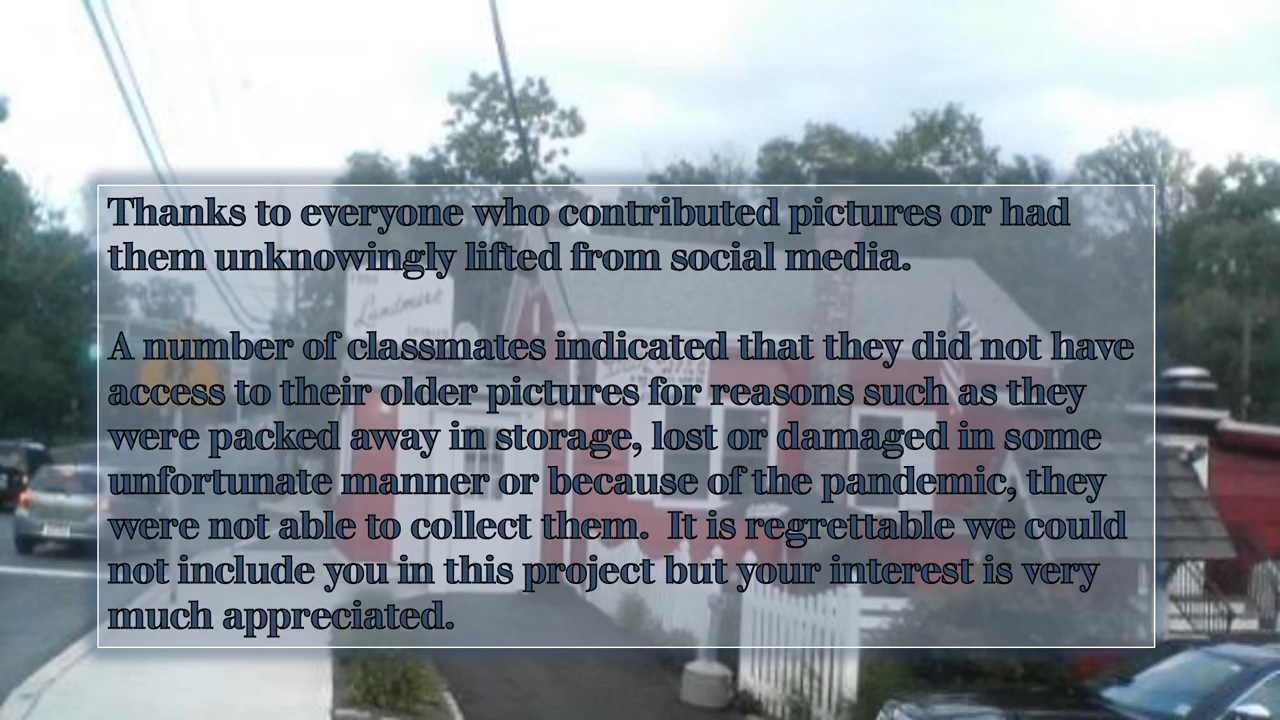 Thanks to everyone who contributed pictures or had
them unknowingly lifted from social media.
A number of classmates indicated that they did not have
access to their older pictures for reasons such as they
were packed away in storage, lost or damaged in some
unfortunate manner or because of the pandemic, they
were not able to collect them.  It is regrettable we could
not include you in this project but your interest is very
much appreciated.
Landmark